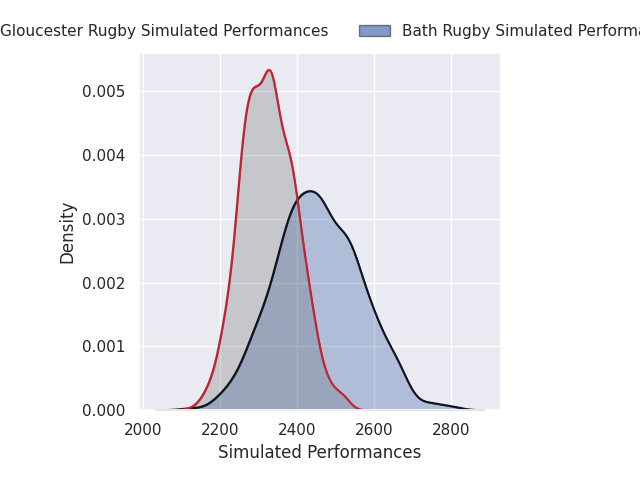 Gloucester Rugby Simulated Performances
Bath Rugby Simulated
0.005
0.004
0.003
0.002
0.001
0.000
Density
2000 2200 2400 2600 2800
Simulated Performances